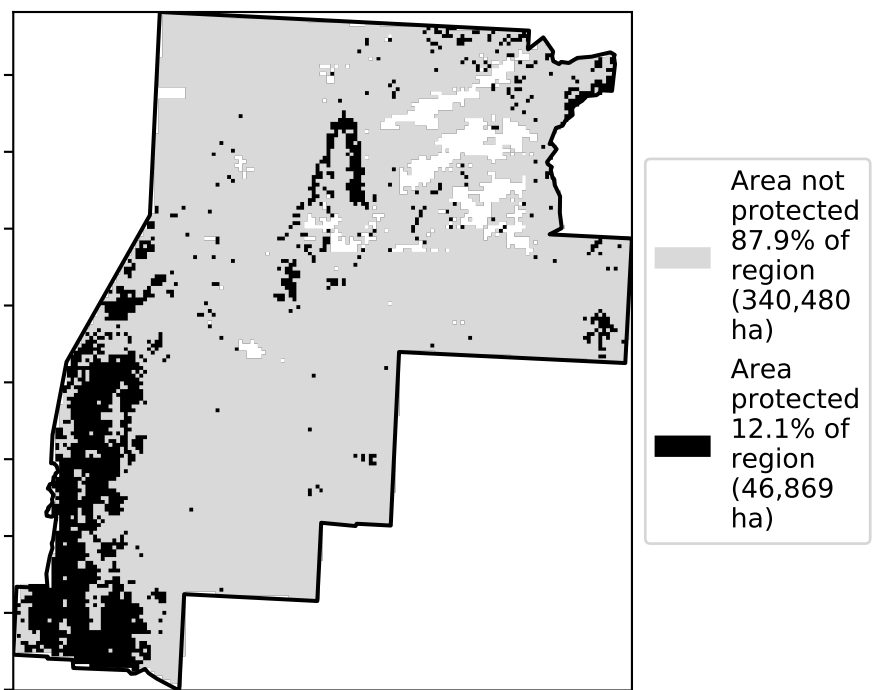 Area not
protected
87.9% of
region
(340,480
ha)
Area
protected
12.1% of
region
(46,869
ha)